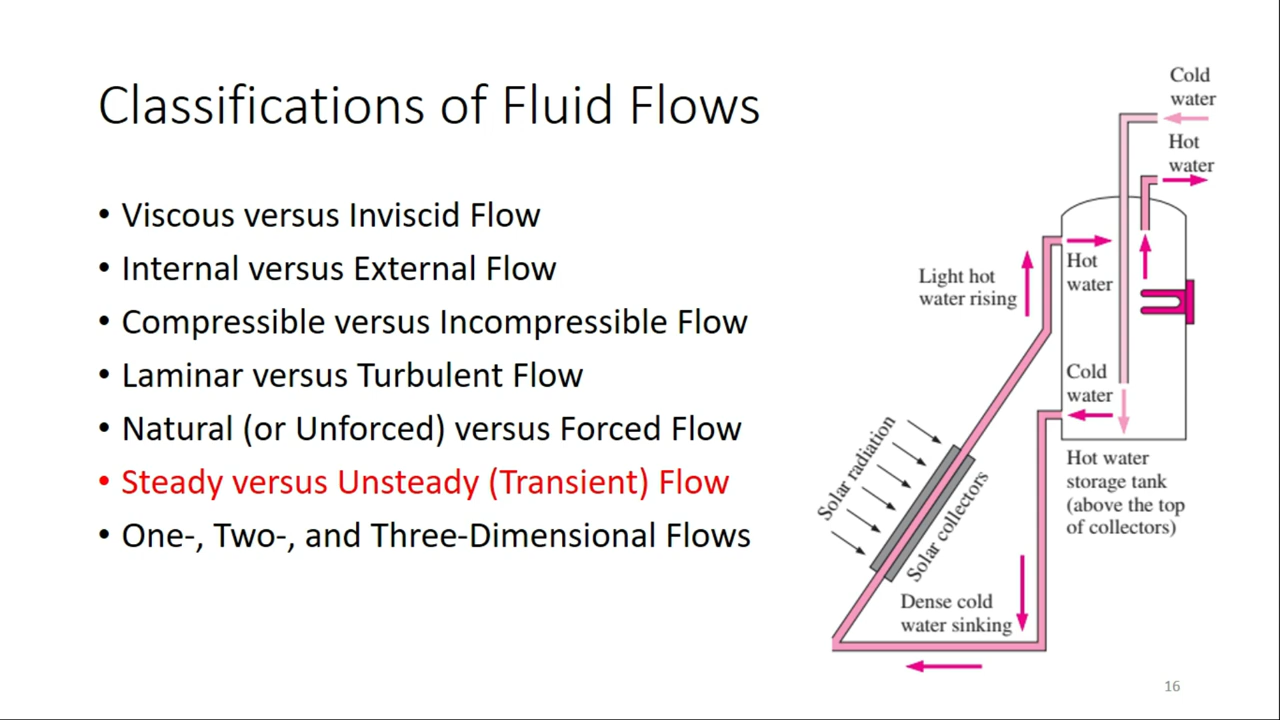 Classifications of Fluid Flows
• Viscous versus Inviscid Flow
• Internal versus External Flow
• Compressible versus Incompressible Flow
• Laminar versus Turbulent Flow
• Natural (or Unforced) versus Forced Flow
• Steady versus Unsteady (Transient) Flow
• One-, Two-, and Three-Dimensional Flows
Cold
water
Hot
water
Light hot
water rising
Hot
water
Cold
water
Solar radiation
Solar collectors
Hot water
storage tank
(above the top
of collectors)
Dense cold
water sinking
16